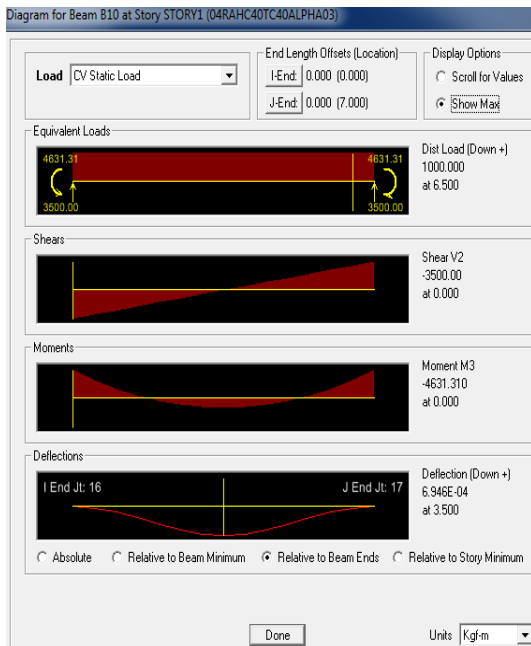 Diagram for Beam B10 at Story STORY1 (04RAHC40TC40ALPHA03)
Load CV Static Load
End Length Offsets (Location)
I-End: 0.000 (0.000)
J-End: 0.000 (7.000)
Display Options
Scroll for Values
Show Max
Equivalent Loads
4631.31 4631.31
3500.00 3500.00
Dist Load (Down +)
1000.000
at 6.500
Shears
Shear V2
-3500.00
at 0.000
Moments
Moment M3
-4631.310
at 0.000
Deflections
I End Jt: 16 J End Jt: 17
Deflection (Down +)
6.946E-04
at 3.500
Absolute Relative to Beam Minimum Relative to Beam Ends Relative to Story Minimum
Done Units Kgf-m